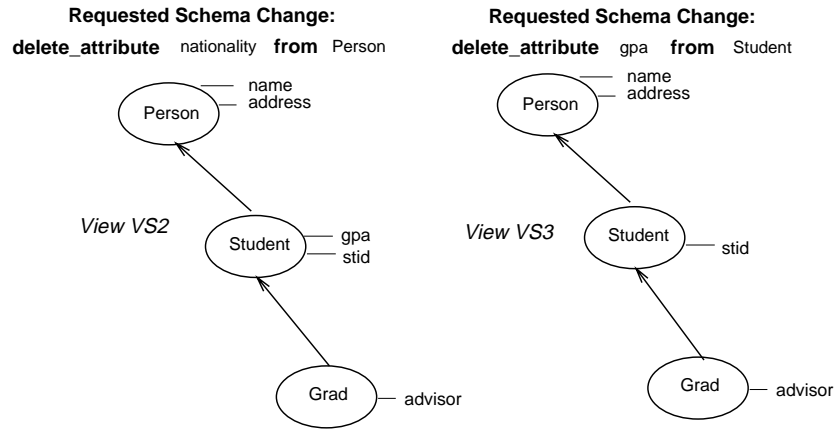 Requested Schema Change:
delete_attribute nationality from Person
name
address
Person
View VS2
Student
gpa
stid
Grad
advisor
Requested Schema Change:
delete_attribute gpa from Student
name
address
Person
View VS3
Student
stid
Grad
advisor